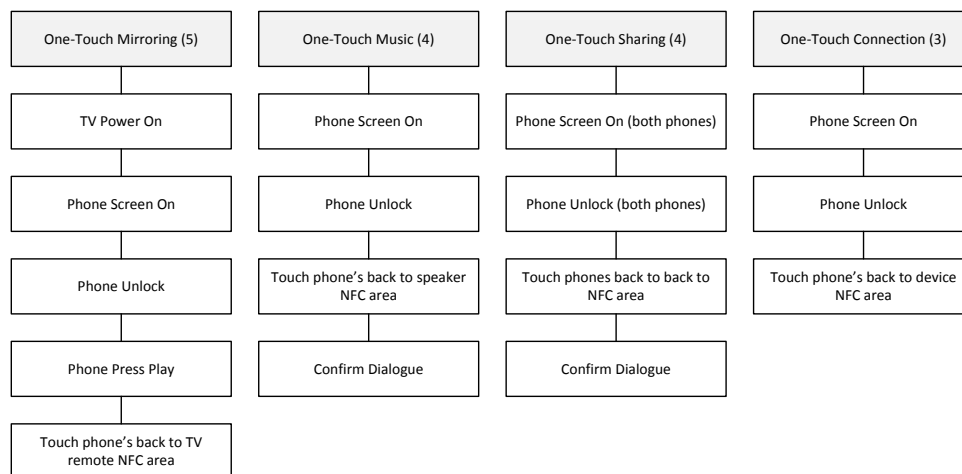 One-Touch Mirroring (5)
TV Power On
Phone Screen On
Phone Unlock
Phone Press Play
Touch phone’s back to TV
remote NFC area
One-Touch Music (4)
Phone Screen On
Phone Unlock
Touch phone’s back to speaker
NFC area
Confirm Dialogue
One-Touch Sharing (4)
Phone Screen On (both phones)
Phone Unlock (both phones)
Touch phones back to back to
NFC area
Confirm Dialogue
One-Touch Connection (3)
Phone Screen On
Phone Unlock
Touch phone’s back to device
NFC area